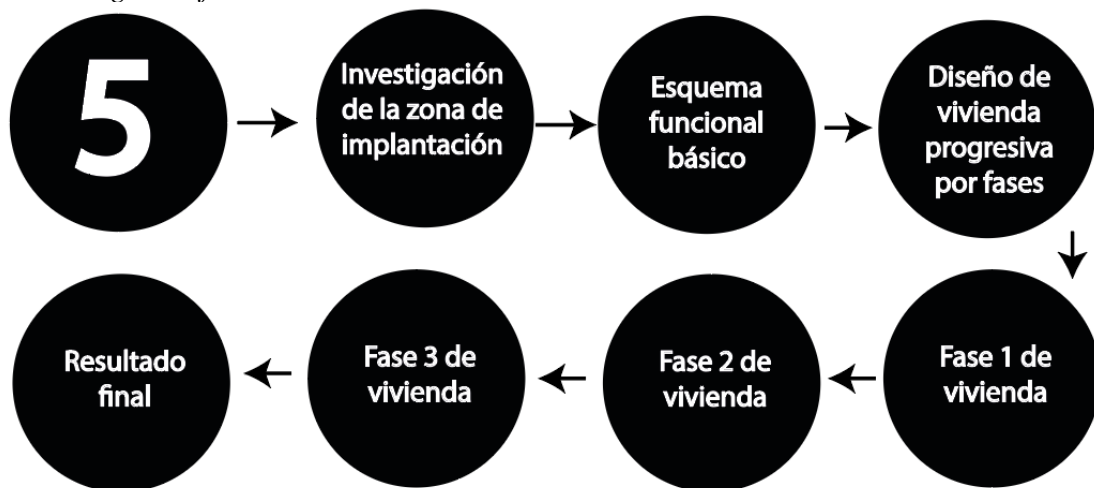 5
Investigación
de la zona de
implantación
Esquema
funcional
básico
Diseño de
vivienda
progresiva
por fases
Fase 1 de
vivienda
Fase 2 de
vivienda
Fase 3 de
vivienda
Resultado
final